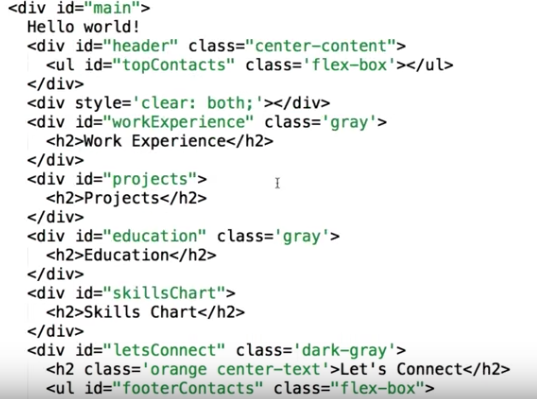 <div id="main">
Hello world!
<div id="header" class="center-content">
<ul id="topContacts" class='flex-box'></ul>
</div>
<div style='clear: both;'></div>
<div id="workExperience" class='gray'>
<h2>Work Experience</h2>
</div>
<div id="projects">
<h2>Projects</h2>
</div>
<div id="education" class='gray'>
<h2>Education</h2>
</div>
<div id="skillsChart">
<h2>Skills Chart</h2>
</div>
<div id="letsConnect" class='dark-gray'>
<h2 class='orange center-text'>Let's Connect</h2>
<ul id="footerContacts" class="flex-box">